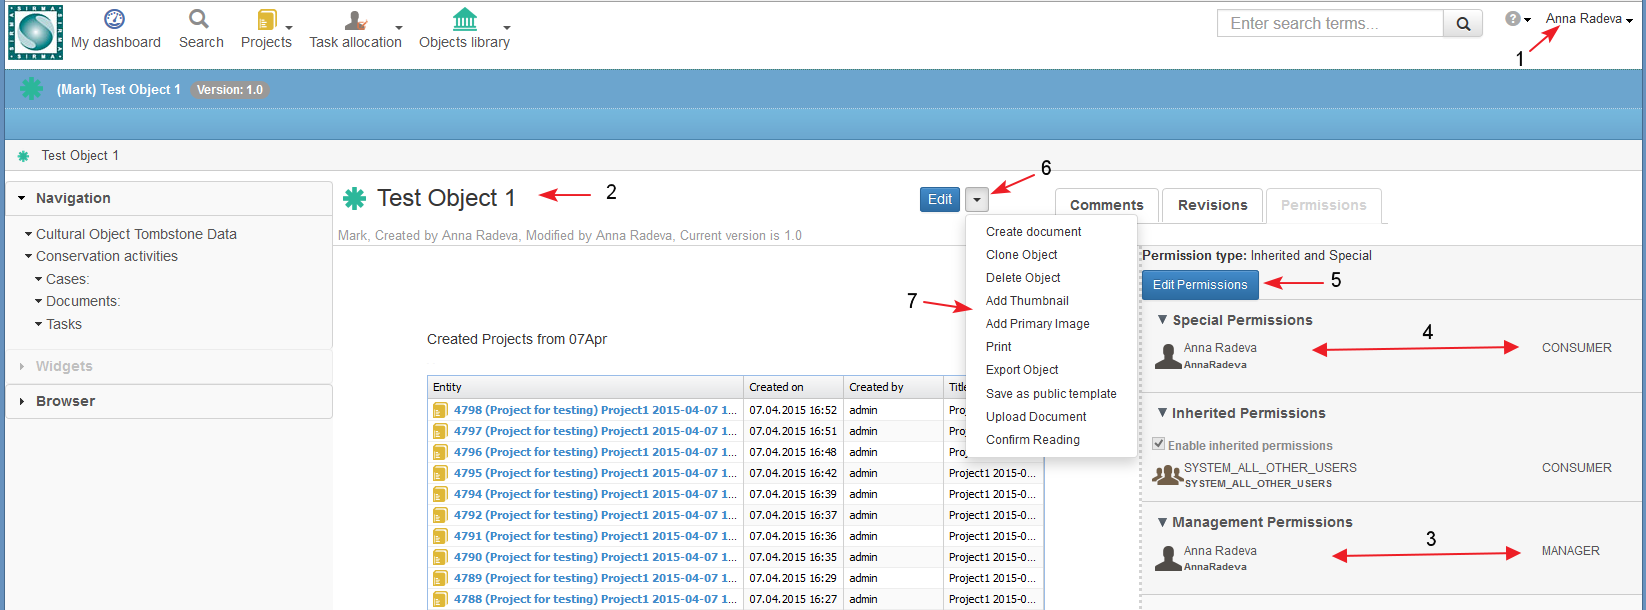 SIRMA SIRMA SIRMA SIRMA
My dashboard
Search
Projects
Task allocation
Objects library
Enter search terms...
?
Anna Radeva
1
(Mark) Test Object 1 Version: 1.0
Test Object 1
Navigation
Cultural Object Tombstone Data
Conservation activities
Cases:
Documents:
Tasks
Widgets
Browser
Test Object 1
2
Edit
6
Mark, Created by Anna Radeva, Modified by Anna Radeva, Current version is 1.0
Create document
Clone Object
Delete Object
Add Thumbnail
Add Primary Image
Print
Export Object
Save as public template
Upload Document
Confirm Reading
7
Created Projects from 07Apr
Entity Created on Created by Title
4798 (Project for testing) Project1 2015-04-07 1... 07.04.2015 16:52 admin Proj
4797 (Project for testing) Project1 2015-04-07 1... 07.04.2015 16:51 admin Proj
4796 (Project for testing) Project1 2015-04-07 1... 07.04.2015 16:48 admin Project1 2015-0...
4795 (Project for testing) Project1 2015-04-07 1... 07.04.2015 16:42 admin Project1 2015-0...
4794 (Project for testing) Project1 2015-04-07 1... 07.04.2015 16:39 admin Project1 2015-0...
4792 (Project for testing) Project1 2015-04-07 1... 07.04.2015 16:37 admin Project1 2015-0...
4791 (Project for testing) Project1 2015-04-07 1... 07.04.2015 16:36 admin Project1 2015-0...
4790 (Project for testing) Project1 2015-04-07 1... 07.04.2015 16:35 admin Project1 2015-0...
4789 (Project for testing) Project1 2015-04-07 1... 07.04.2015 16:29 admin Project1 2015-0...
4788 (Project for testing) Project1 2015-04-07 1... 07.04.2015 16:27 admin Project1 2015-0...
Comments
Revisions
Permissions
Permission type: Inherited and Special
Edit Permissions
5
Special Permissions
Anna Radeva
AnnaRadeva
4
CONSUMER
Inherited Permissions
Enable inherited permissions
SYSTEM_ALL_OTHER_USERS
SYSTEM_ALL_OTHER_USERS
CONSUMER
Management Permissions
Anna Radeva
AnnaRadeva
3
MANAGER